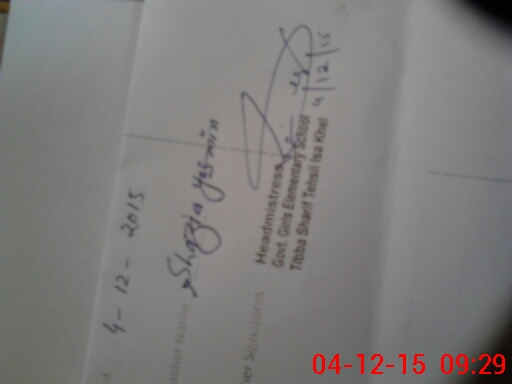 4-12-2015
Shazia Yasmin
Headmistress
Govt. Girls Elementary School
Tibba Sharif Tehsil Isa Khel
4/12/15
04-12-15 09:29